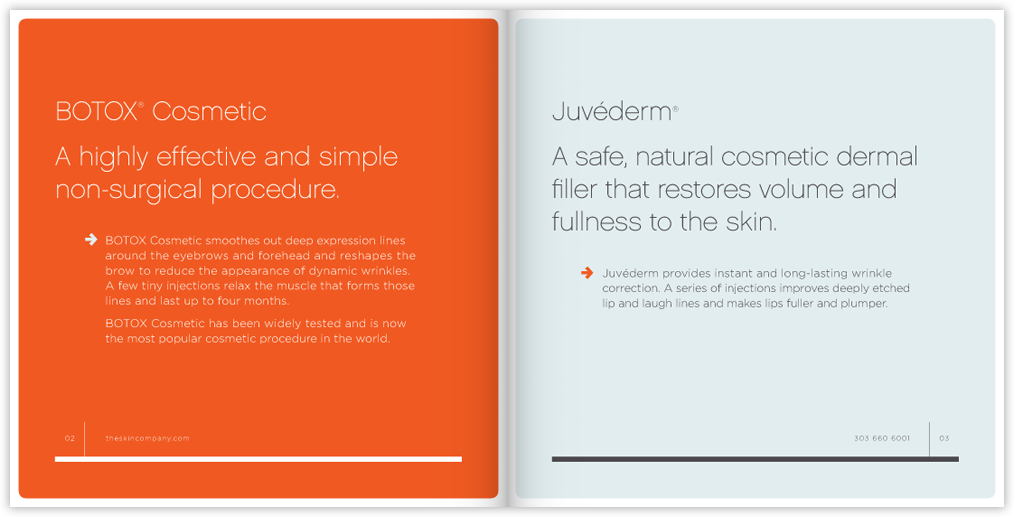 BOTOX® Cosmetic
A highly effective and simple
non-surgical procedure.
BOTOX Cosmetic smoothes out deep expression lines
around the eyebrows and forehead and reshapes the
brow to reduce the appearance of dynamic wrinkles.
A few tiny injections relax the muscle that forms those
lines and last up to four months.
BOTOX Cosmetic has been widely tested and is now
the most popular cosmetic procedure in the world.
02
theskincompany.com
Juvéderm®
A safe, natural cosmetic dermal
filler that restores volume and
fullness to the skin.
Juvéderm provides instant and long-lasting wrinkle
correction. A series of injections improves deeply etched
lip and laugh lines and makes lips fuller and plumper.
303 660 6001
03